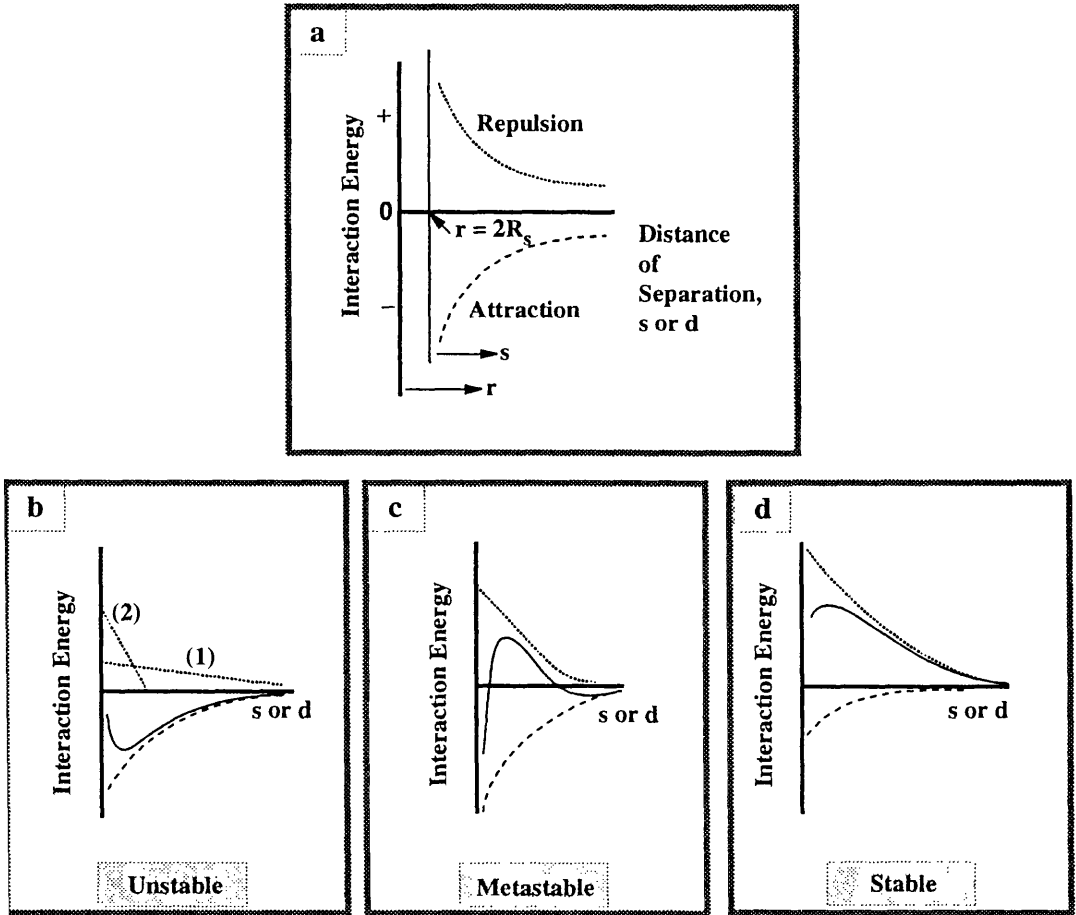 a
Interaction Energy
+
0
−
Repulsion
r = 2R_s
Attraction
s
r
Distance
of
Separation,
s or d
b
Interaction Energy
(2)
(1)
s or d
Unstable
c
Interaction Energy
s or d
Metastable
d
Interaction Energy
s or d
Stable